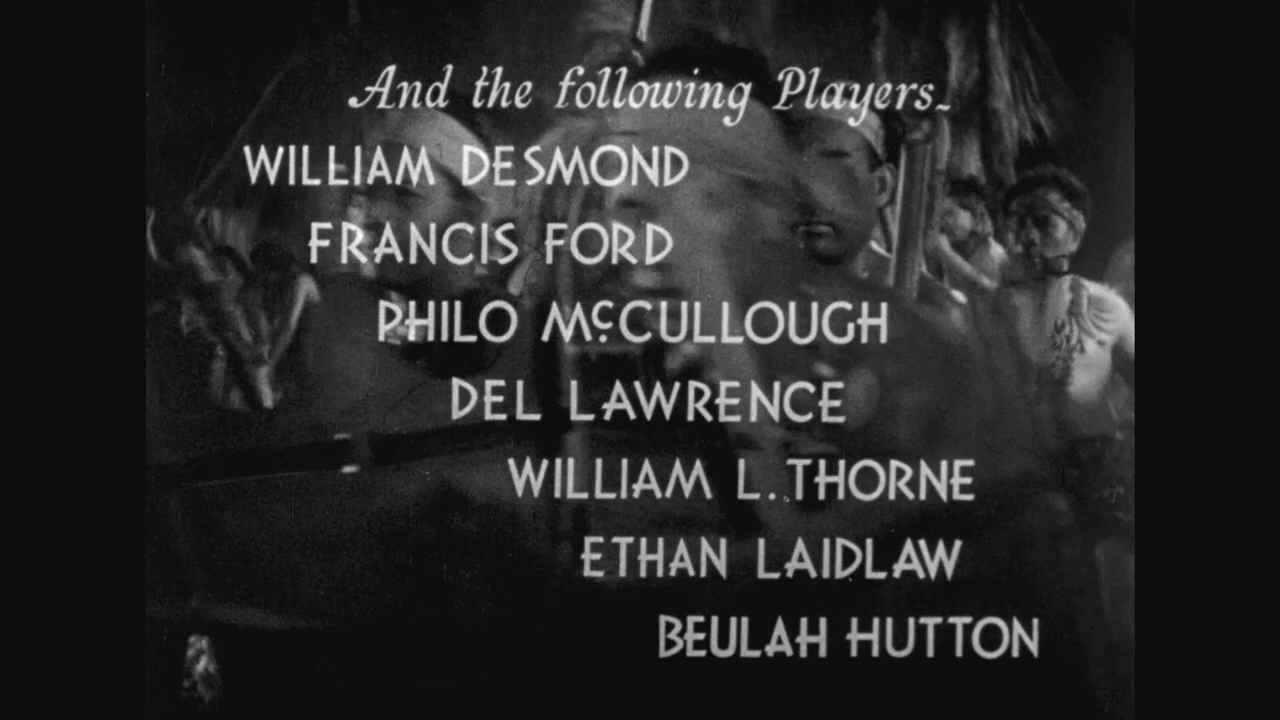 And the following Players-
WILLIAM DESMOND
FRANCIS FORD
PHILO McCULLOUGH
DEL LAWRENCE
WILLIAM L. THORNE
ETHAN LAIDLAW
BEULAH HUTTON